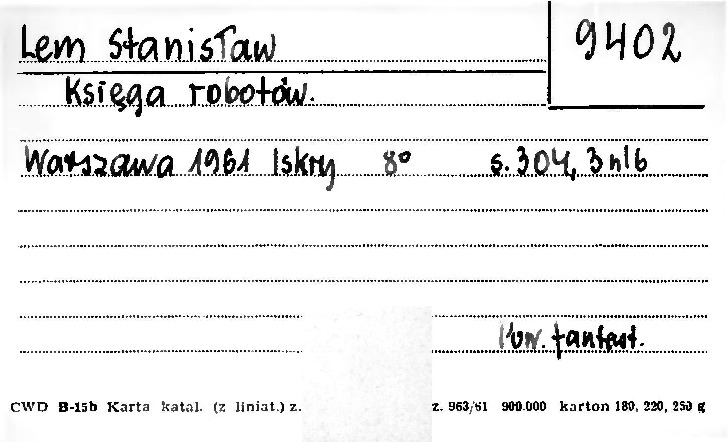 Lem Stanisław
9402
Księga robotów.
Warszawa 1961 Iskry 8° s. 304, 3 nlb
fantast.
CWD B-15b Karta katal. (z liniat.) z. z. 963/61 900.000 karton 180, 220, 250 g